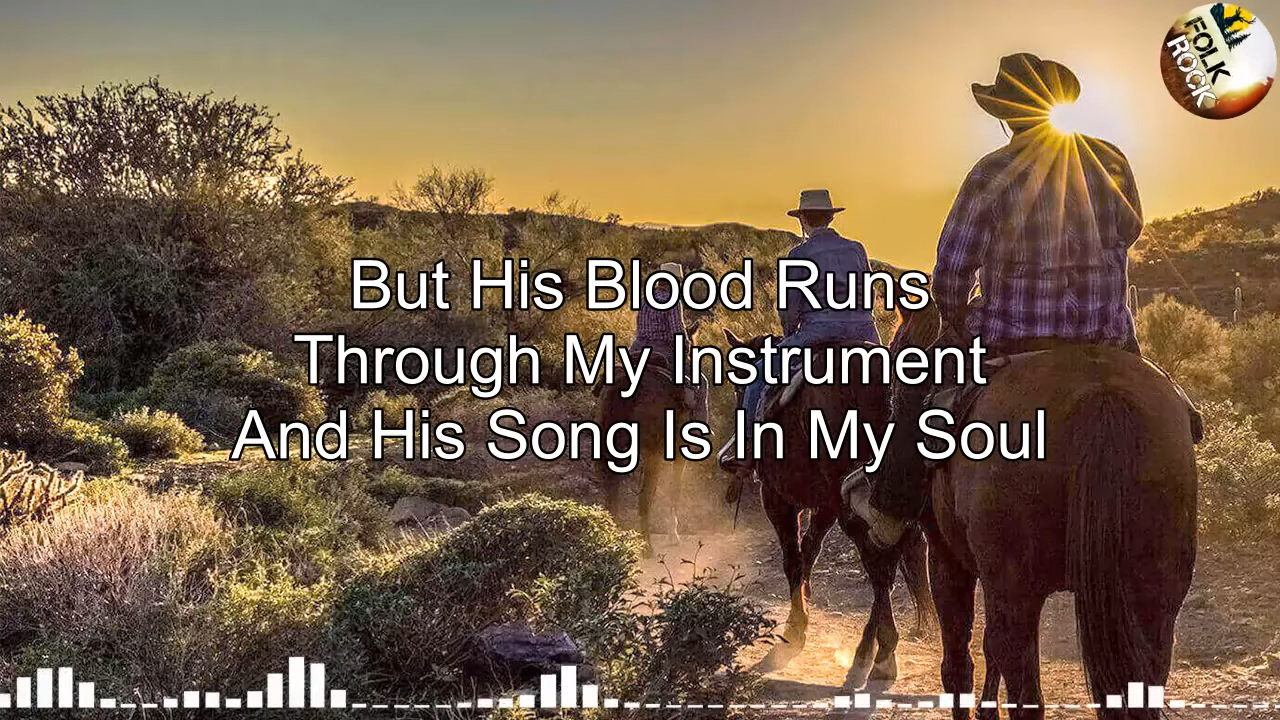 FOLK
ROCK
But His Blood Runs
Through My Instrument
And His Song Is In My Soul